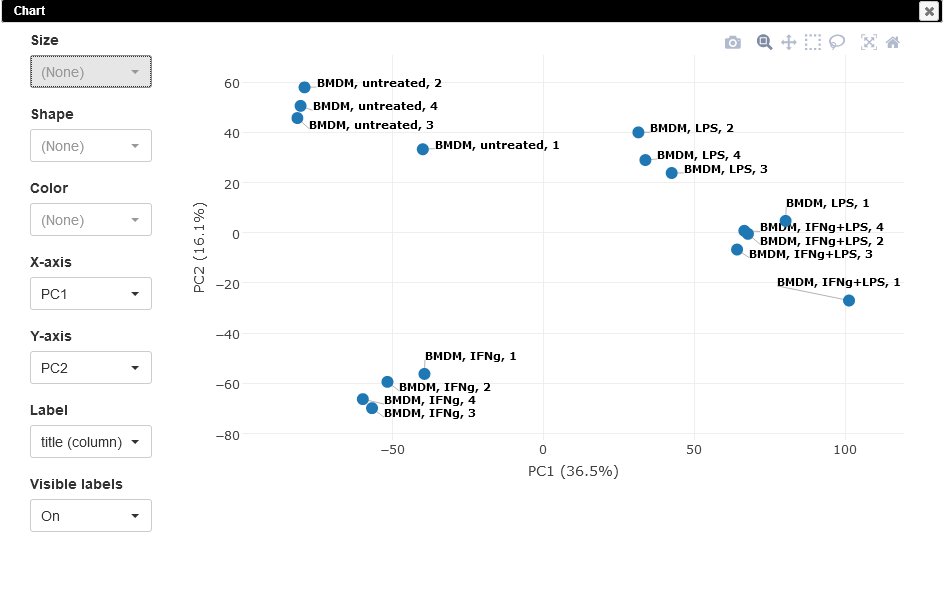 Chart
Size
(None)
Shape
(None)
Color
(None)
X-axis
PC1
Y-axis
PC2
Label
title (column)
Visible labels
On
60
40
20
0
−20
−40
−60
−80
PC2 (16.1%)
BMDM, untreated, 2
BMDM, untreated, 4
BMDM, untreated, 3
BMDM, untreated, 1
BMDM, LPS, 2
BMDM, LPS, 4
BMDM, LPS, 3
BMDM, LPS, 1
BMDM, IFNg+LPS, 4
BMDM, IFNg+LPS, 2
BMDM, IFNg+LPS, 3
BMDM, IFNg+LPS, 1
BMDM, IFNg, 1
BMDM, IFNg, 2
BMDM, IFNg, 4
BMDM, IFNg, 3
−50
0
50
100
PC1 (36.5%)